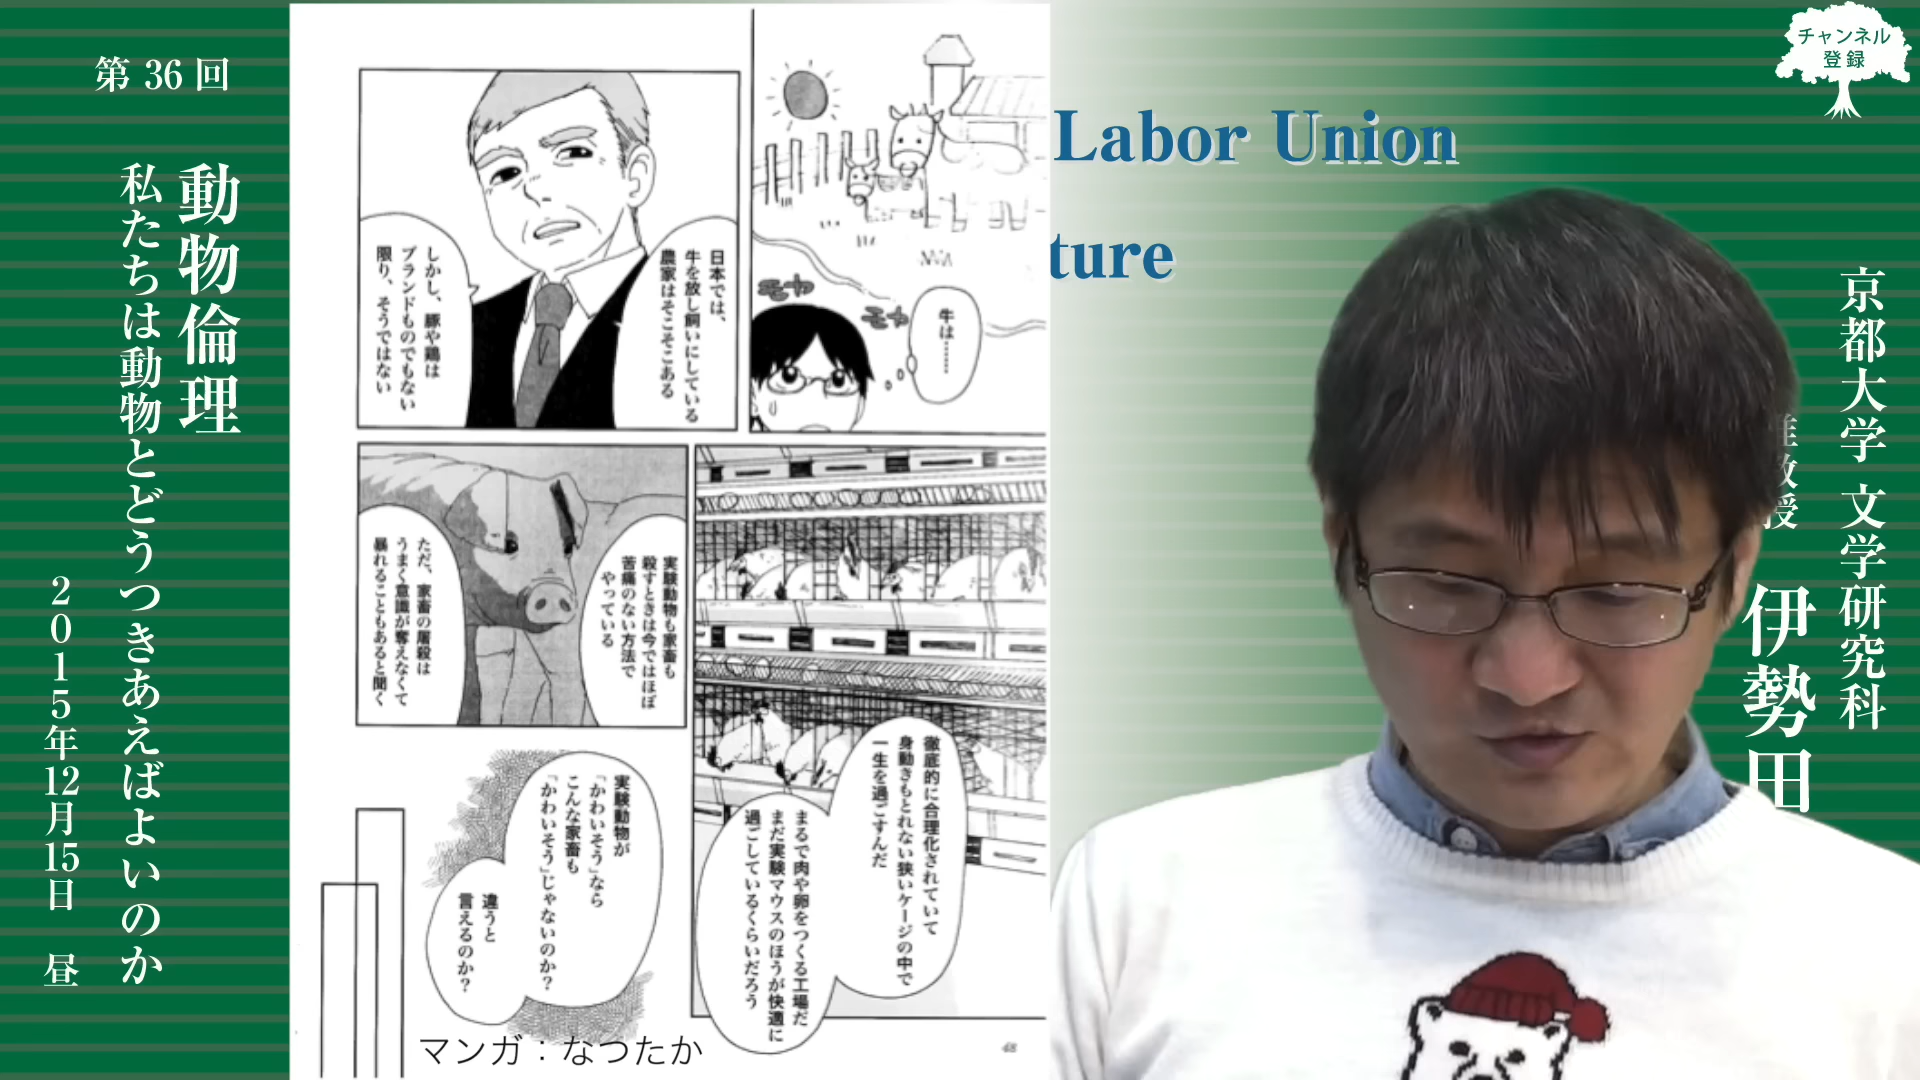 第36回
動物倫理
私たちは動物とどうつきあえばよいのか
2015年12月15日 昼
牛は……
モヤ
モヤ
日本では、
牛を放し飼いにしている
農家はそこそこある
しかし、豚や鶏は
ブランドものでもない
限り、そうではない
徹底的に合理化されていて
身動きもとれない狭いケージの中で
一生を過ごすんだ
まるで肉や卵をつくる工場だ
まだ実験マウスのほうが快適に
過ごしているくらいだろう
実験動物も家畜も
殺すときは今ではほぼ
苦痛のない方法で
やっている
ただ、家畜の屠殺は
うまく意識が奪えなくて
暴れることもあると聞く
実験動物が
「かわいそう」なら
こんな家畜も
「かわいそう」じゃないのか?
違うと
言えるのか?
マンガ：なつたか
48
Labor Union
ture
チャンネル
登録
京都大学 文学研究科
准教授
伊勢田